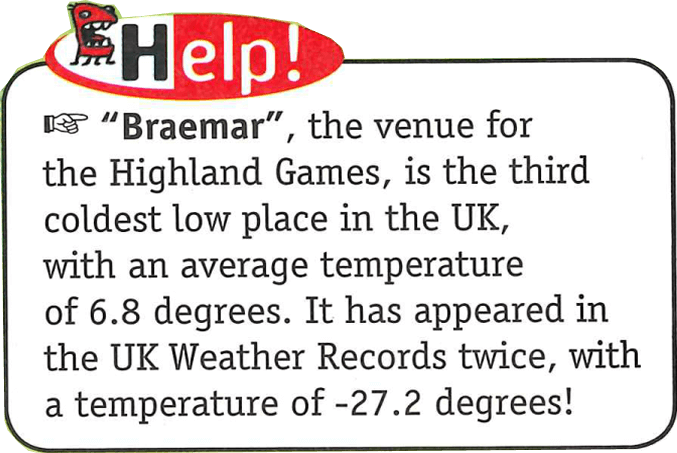 Help!
☞ "Braemar", the venue for
the Highland Games, is the third
coldest low place in the UK,
with an average temperature
of 6.8 degrees. It has appeared in
the UK Weather Records twice, with
a temperature of -27.2 degrees!